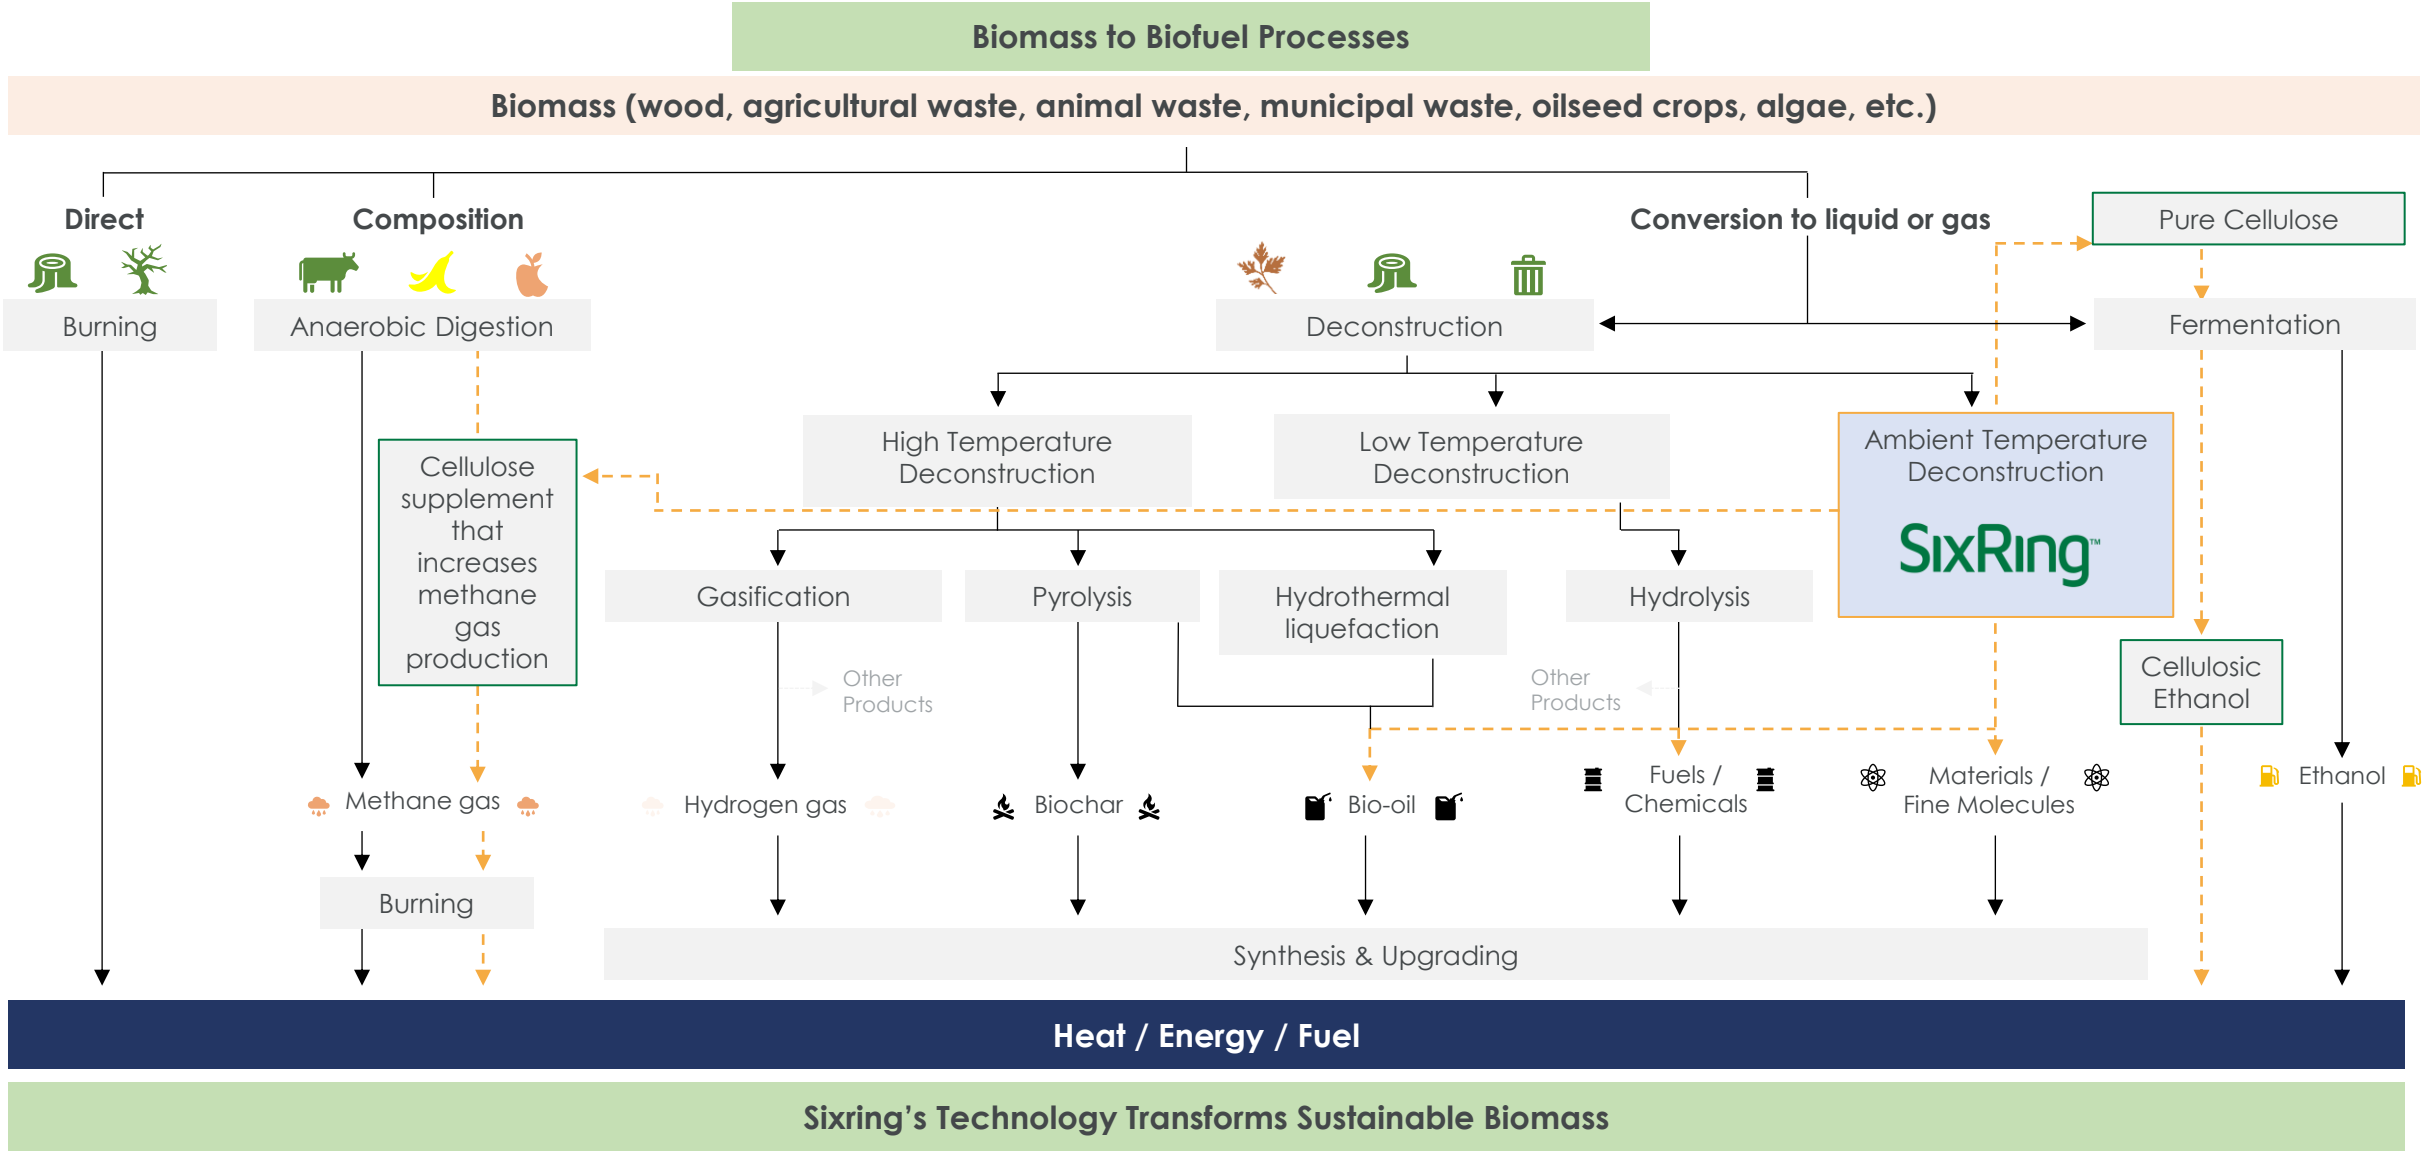 Biomass to Biofuel Processes
Biomass (wood, agricultural waste, animal waste, municipal waste, oilseed crops, algae, etc.)
Direct
Composition
Conversion to liquid or gas
Pure Cellulose
Burning
Anaerobic Digestion
Deconstruction
Fermentation
High Temperature
Deconstruction
Low Temperature
Deconstruction
Ambient Temperature
Deconstruction
SixRing™
Cellulose
supplement
that
increases
methane
gas
production
Gasification
Pyrolysis
Hydrothermal
liquefaction
Hydrolysis
Other
Products
Other
Products
Cellulosic
Ethanol
Methane gas
Hydrogen gas
Biochar
Bio-oil
Fuels /
Chemicals
Materials /
Fine Molecules
Ethanol
Burning
Synthesis & Upgrading
Heat / Energy / Fuel
Sixring’s Technology Transforms Sustainable Biomass